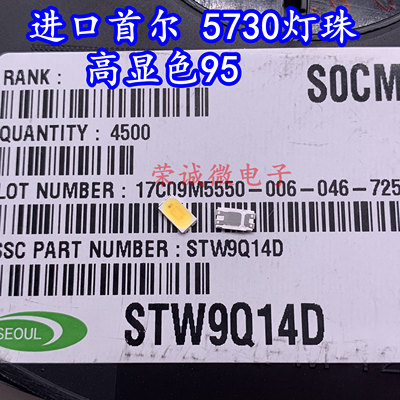 进口首尔 5730灯珠
高显色95
RANK : S0CM
QUANTITY : 4500
荣诚微电子
LOT NUMBER : 17C09M5550-006-046-725
SSC PART NUMBER : STW9Q14D
SEOUL STW9Q14D